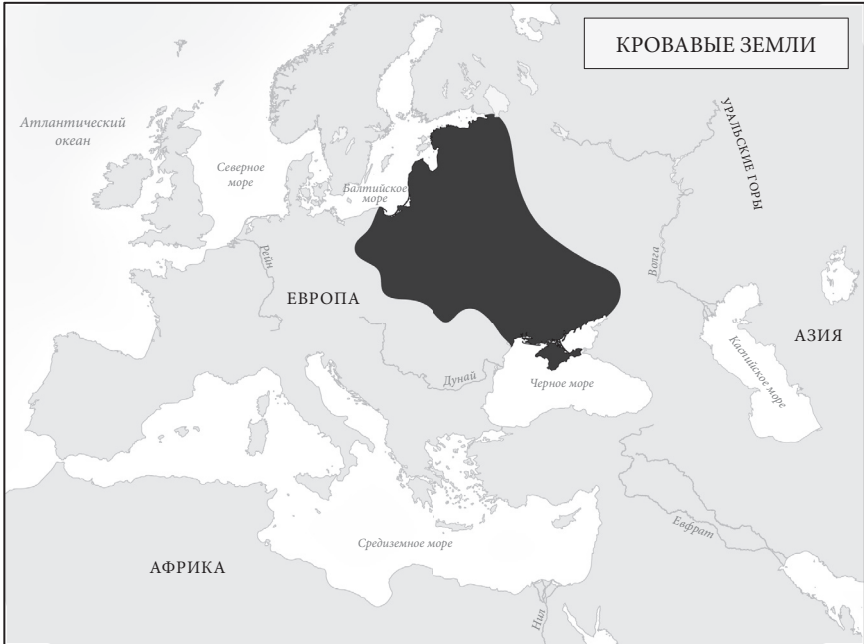 КРОВАВЫЕ ЗЕМЛИ
Атлантический
океан
Северное
море
Балтийское
море
УРАЛЬСКИЕ ГОРЫ
Рейн
Волга
ЕВРОПА
АЗИЯ
Каспийское море
Дунай
Черное море
Евфрат
Средиземное море
АФРИКА
Нил